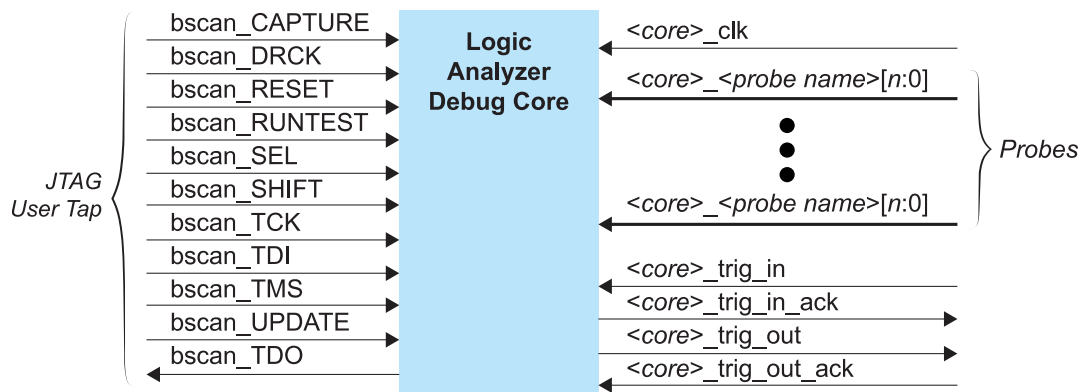 bscan_CAPTURE
bscan_DRCK
bscan_RESET
bscan_RUNTEST
bscan_SEL
bscan_SHIFT
bscan_TCK
bscan_TDI
bscan_TMS
bscan_UPDATE
bscan_TDO
JTAG
User Tap
Logic
Analyzer
Debug Core
<core>_clk
<core>_<probe name>[n:0]
<core>_<probe name>[n:0]
Probes
<core>_trig_in
<core>_trig_in_ack
<core>_trig_out
<core>_trig_out_ack